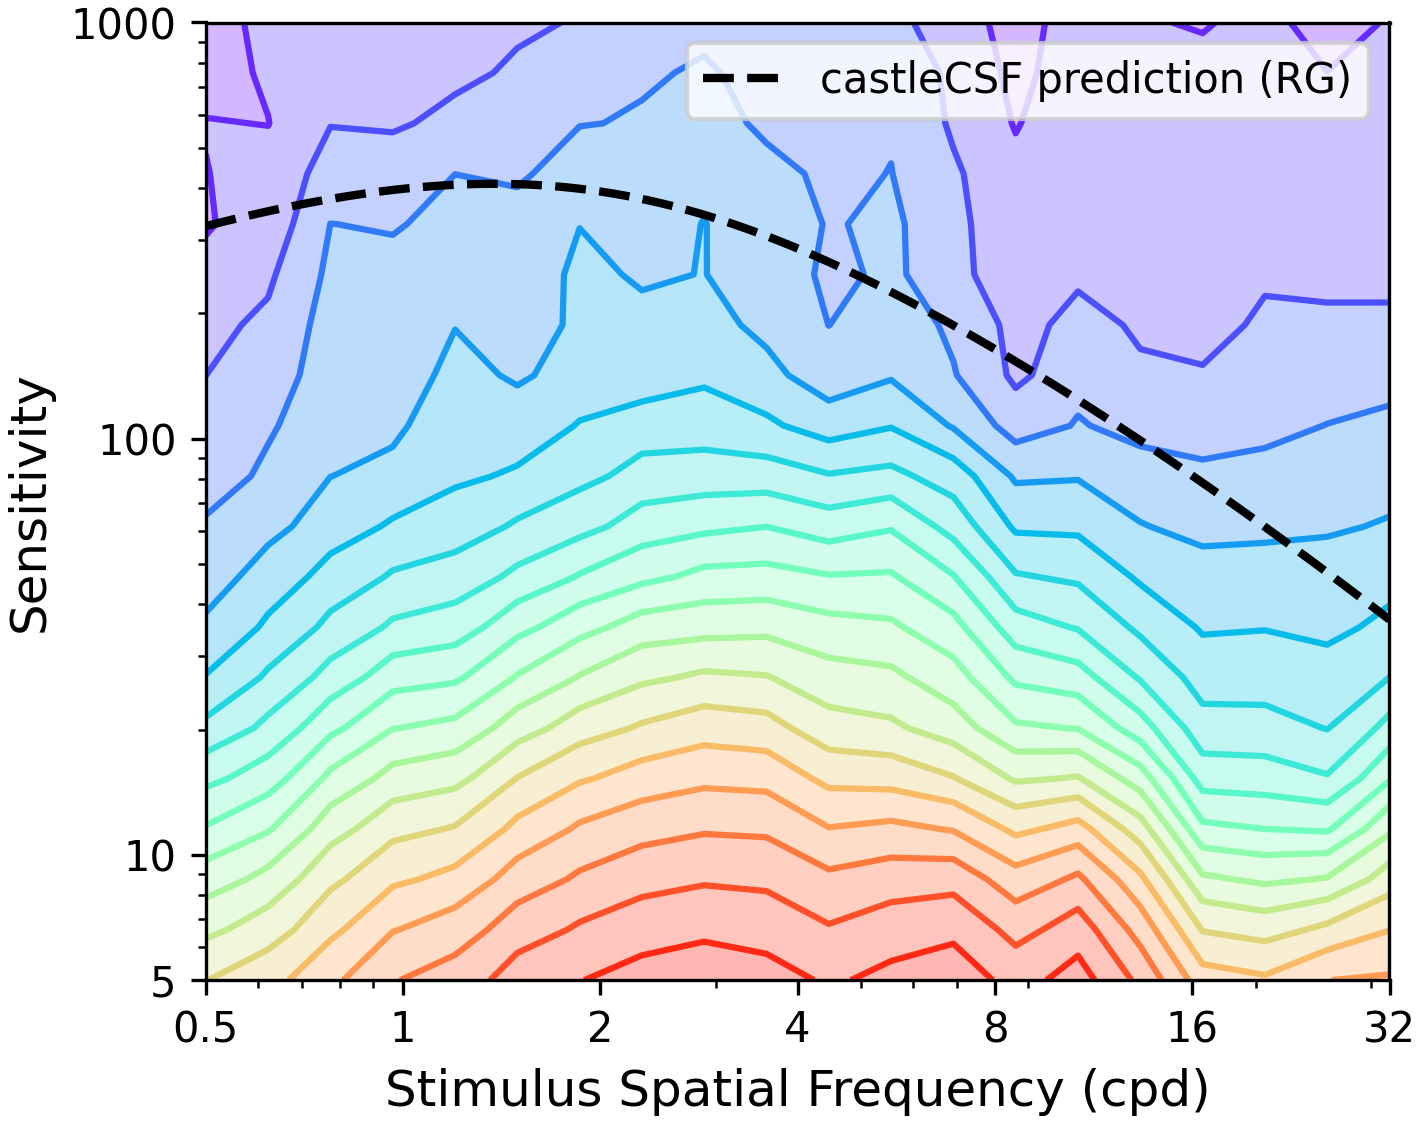 1000
castleCSF prediction (RG)
Sensitivity
100
10
5
0.5 1 2 4 8 16 32
Stimulus Spatial Frequency (cpd)